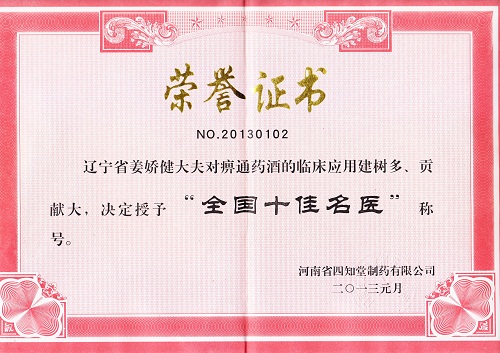 荣誉证书
NO.20130102
辽宁省姜娇健大夫对痹通药酒的临床应用建树多、贡
献大，决定授予“全国十佳名医”称
号。
河南省四知堂制药有限公司
二〇一三元月